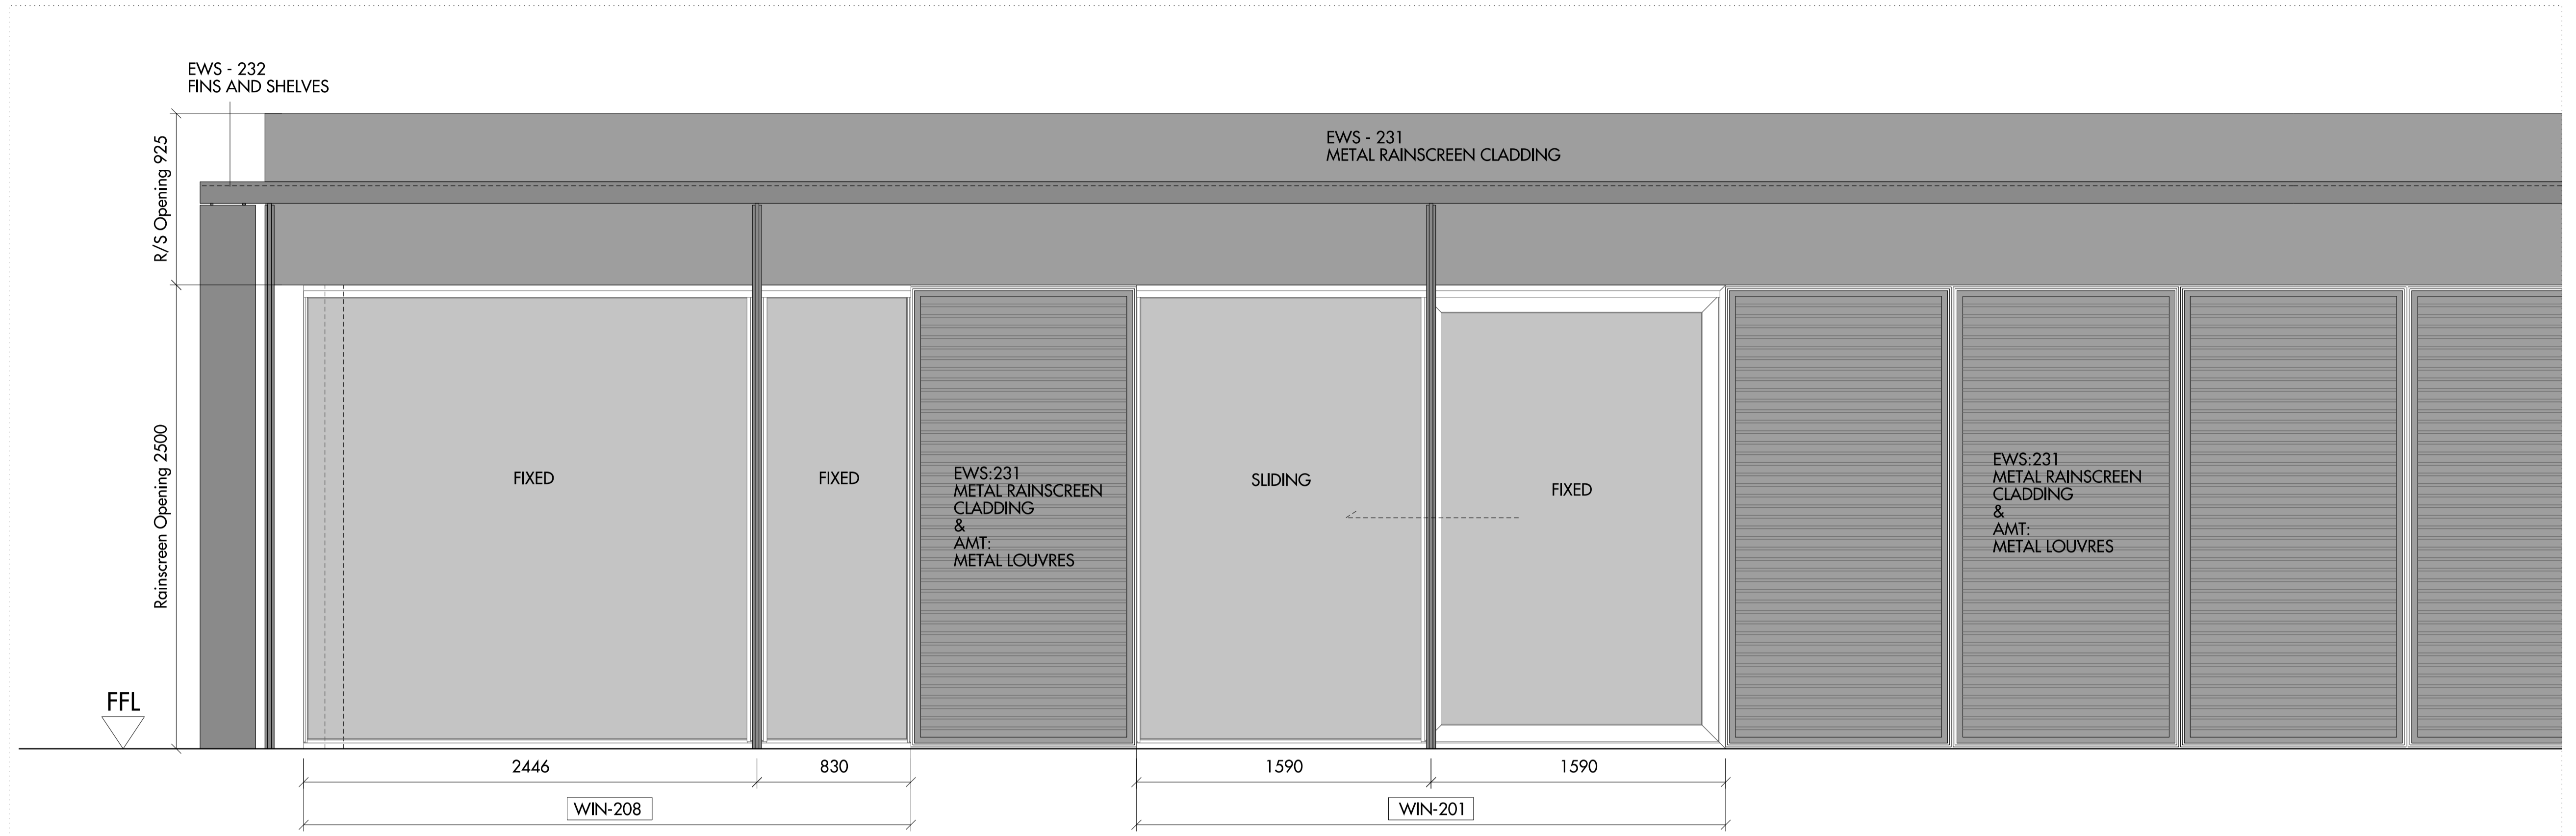 EWS - 232
FINS AND SHELVES
EWS - 231
METAL RAINSCREEN CLADDING
R/S Opening 925
Rainscreen Opening 2500
FIXED
FIXED
EWS:231
METAL RAINSCREEN
CLADDING
&
AMT:
METAL LOUVRES
SLIDING
FIXED
EWS:231
METAL RAINSCREEN
CLADDING
&
AMT:
METAL LOUVRES
FFL
2446
830
1590
1590
WIN-208
WIN-201